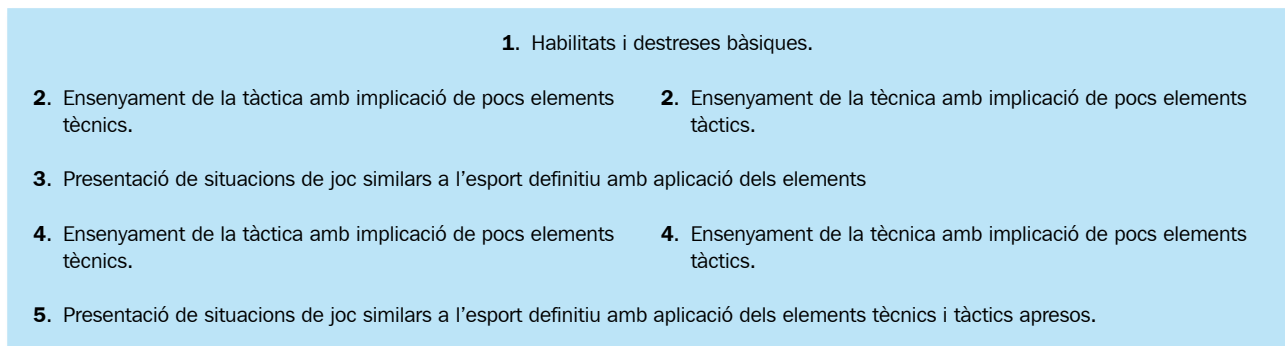 1. Habilitats i destreses bàsiques.
2. Ensenyament de la tàctica amb implicació de pocs elements
tècnics.
2. Ensenyament de la tècnica amb implicació de pocs elements
tàctics.
3. Presentació de situacions de joc similars a l’esport definitiu amb aplicació dels elements
4. Ensenyament de la tàctica amb implicació de pocs elements
tècnics.
4. Ensenyament de la tècnica amb implicació de pocs elements
tàctics.
5. Presentació de situacions de joc similars a l’esport definitiu amb aplicació dels elements tècnics i tàctics apresos.